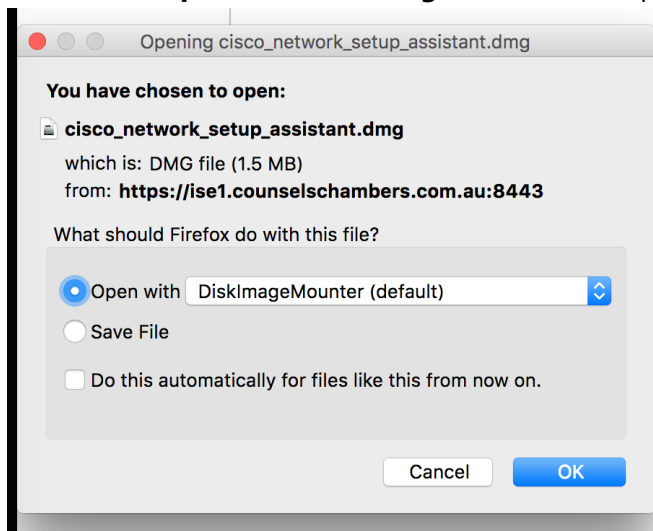 Opening cisco_network_setup_assistant.dmg
You have chosen to open:
cisco_network_setup_assistant.dmg
which is: DMG file (1.5 MB)
from: https://ise1.counselschambers.com.au:8443
What should Firefox do with this file?
Open with DiskImageMounter (default)
Save File
Do this automatically for files like this from now on.
Cancel OK